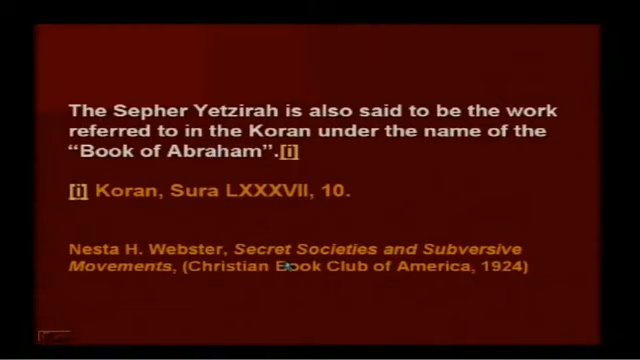 The Sepher Yetzirah is also said to be the work
referred to in the Koran under the name of the
“Book of Abraham”.[i]
[i] Koran, Sura LXXXVII, 10.
Nesta H. Webster, Secret Societies and Subversive
Movements, (Christian Book Club of America, 1924)